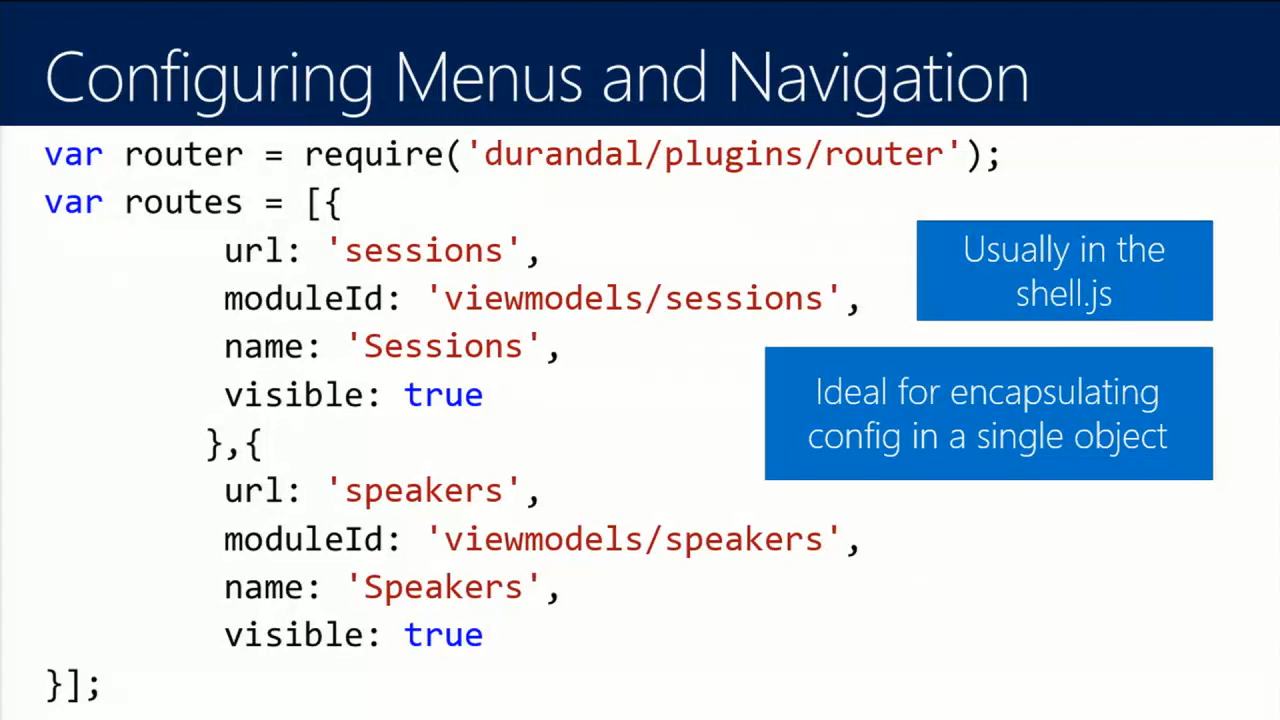 Configuring Menus and Navigation
var router = require('durandal/plugins/router');
var routes = [{
url: 'sessions',
moduleId: 'viewmodels/sessions',
name: 'Sessions',
visible: true
},{
url: 'speakers',
moduleId: 'viewmodels/speakers',
name: 'Speakers',
visible: true
}];
Usually in the
shell.js
Ideal for encapsulating
config in a single object